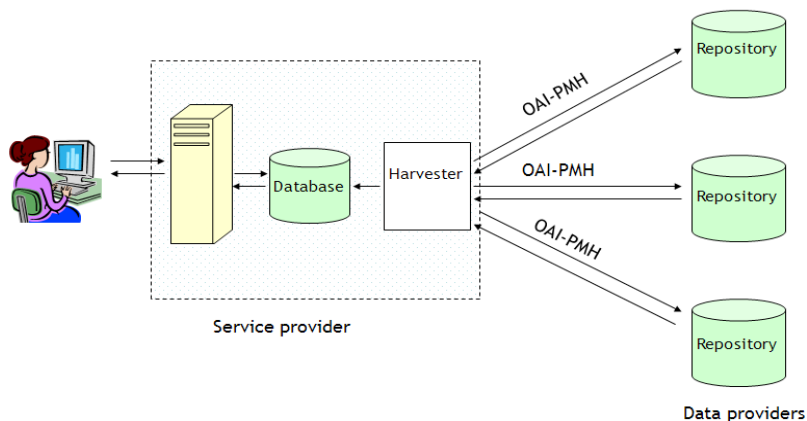 Repository
OAI-PMH
Harvester
Database
OAI-PMH
Repository
OAI-PMH
Service provider
Repository
Data providers